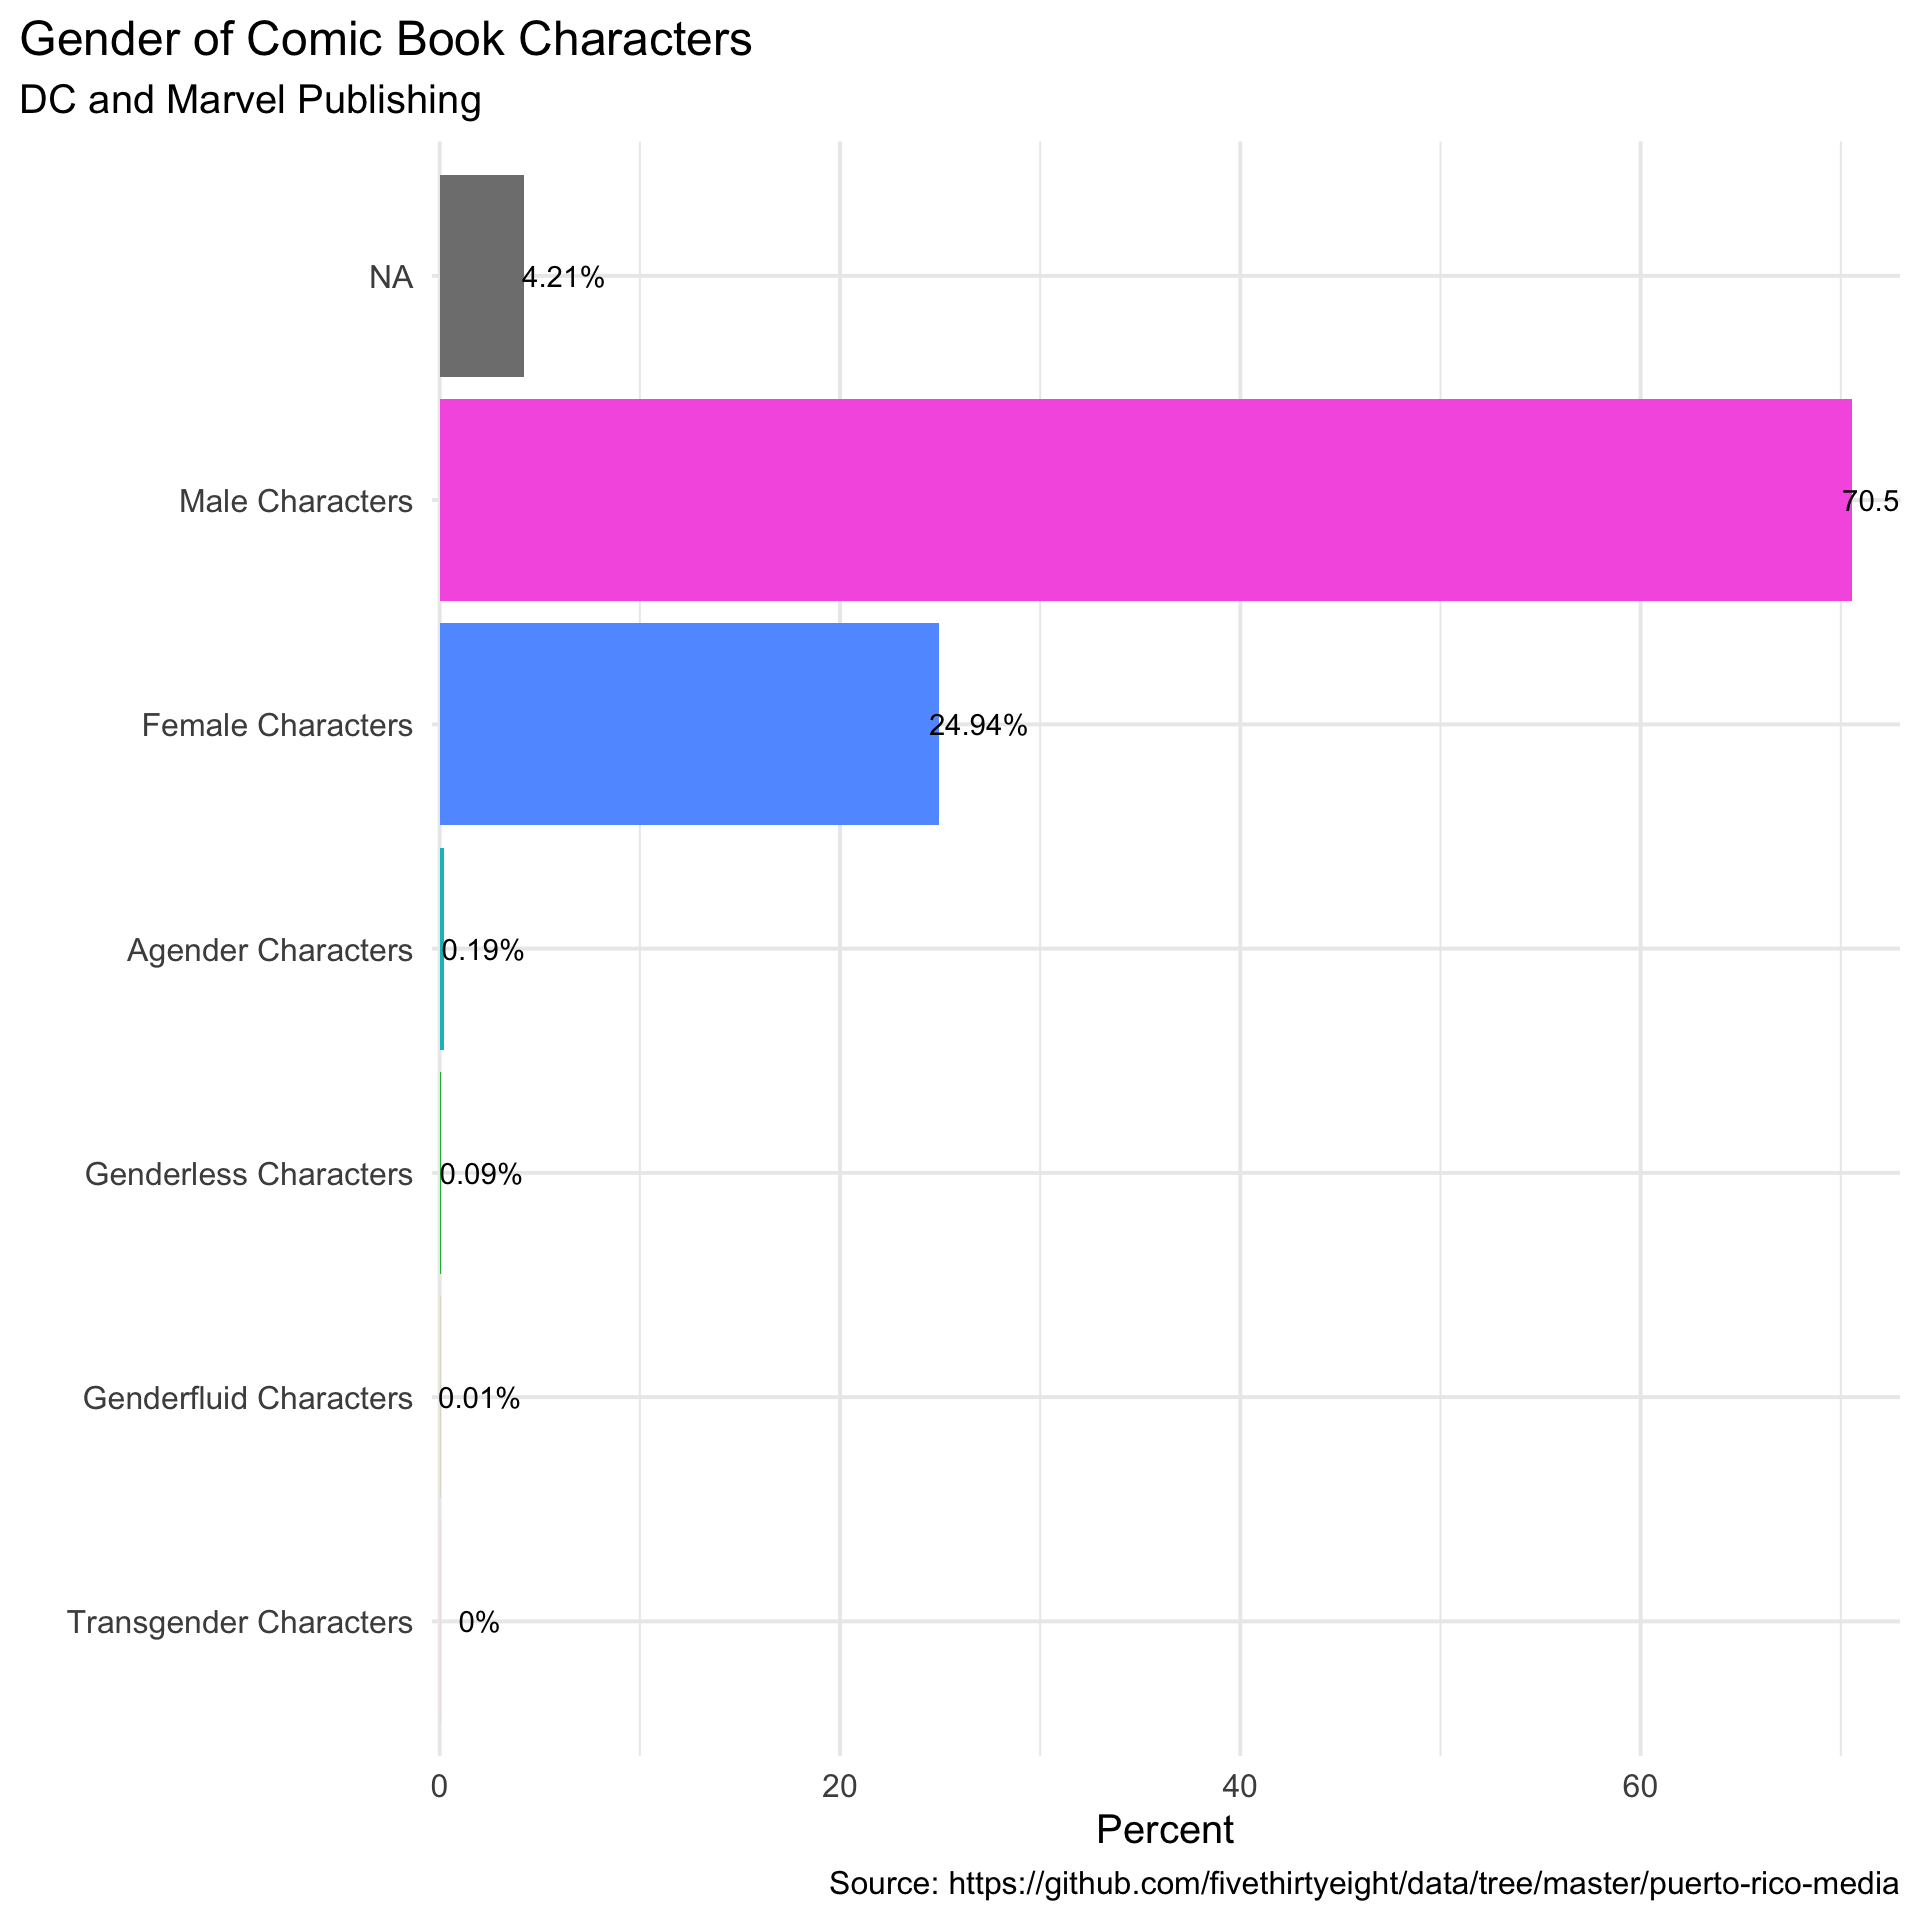 Gender of Comic Book Characters
DC and Marvel Publishing
NA
4.21%
Male Characters
70.5
Female Characters
24.94%
Agender Characters
0.19%
Genderless Characters
0.09%
Genderfluid Characters
0.01%
Transgender Characters
0%
0 20 40 60
Percent
Source: https://github.com/fivethirtyeight/data/tree/master/puerto-rico-media